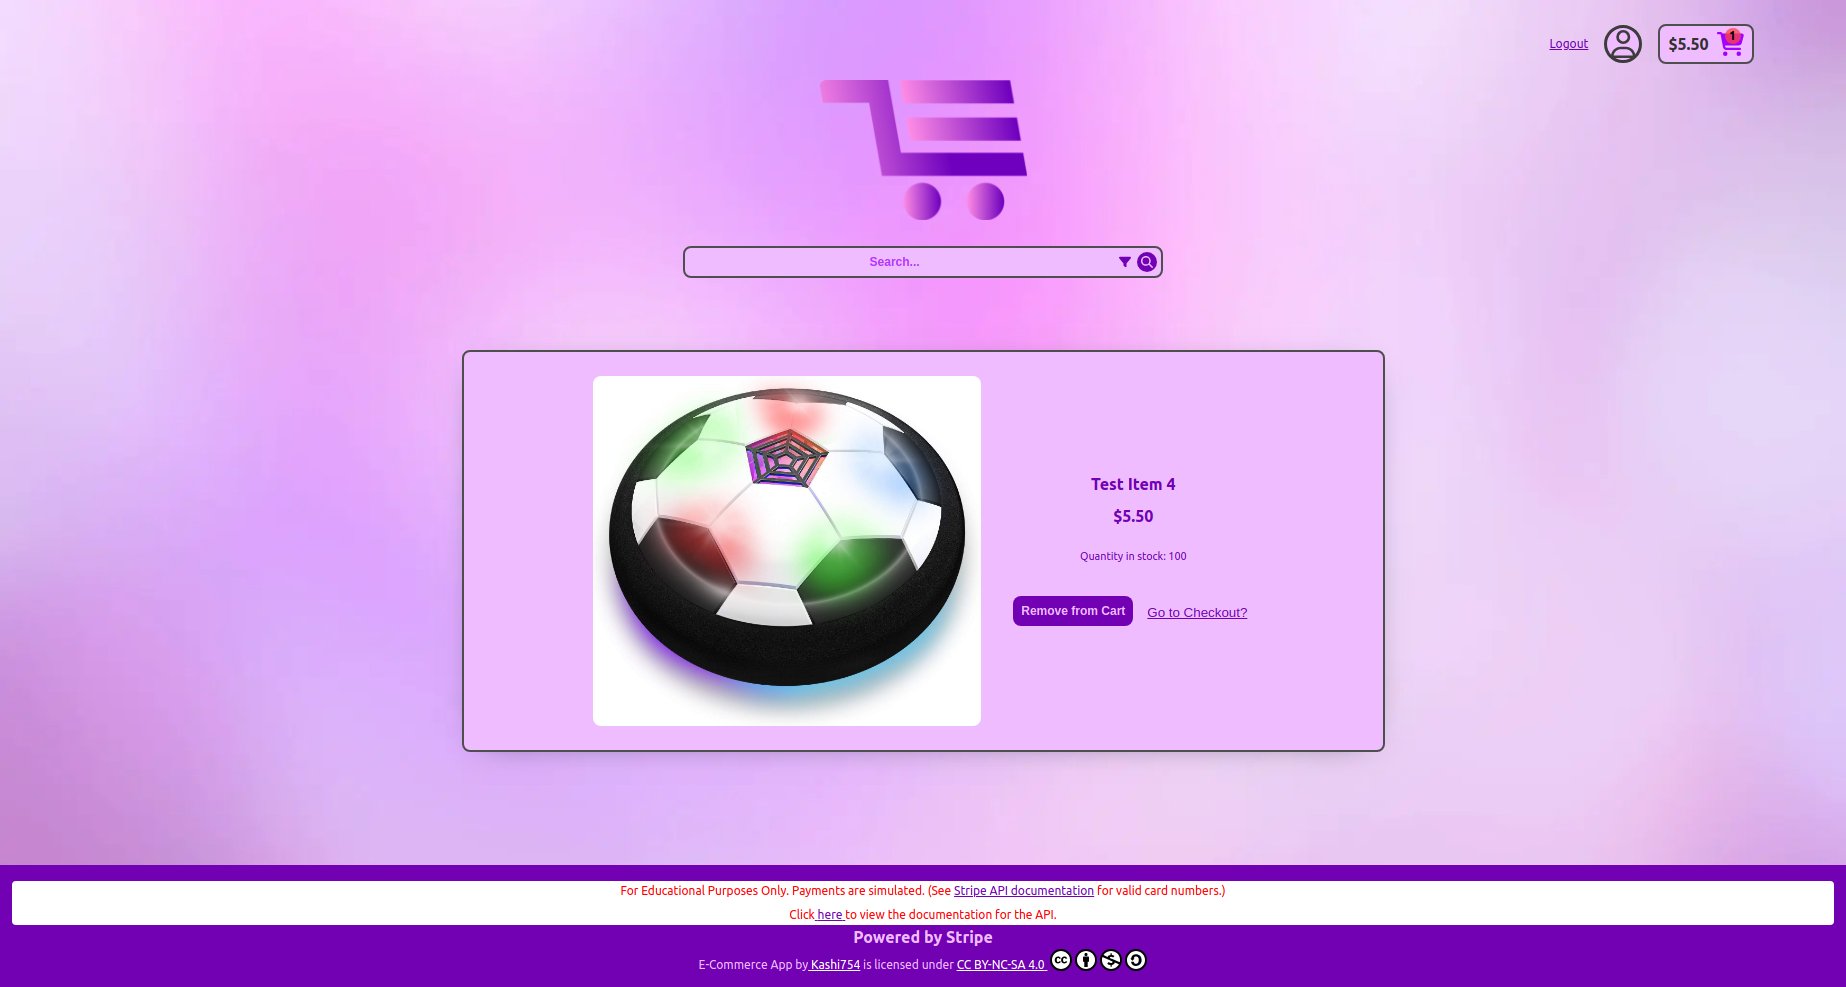 Logout
$5.50
1
Search...
Test Item 4
$5.50
Quantity in stock: 100
Remove from Cart
Go to Checkout?
For Educational Purposes Only. Payments are simulated. (See Stripe API documentation for valid card numbers.)
Click here to view the documentation for the API.
Powered by Stripe
E-Commerce App by Kashi754 is licensed under CC BY-NC-SA 4.0